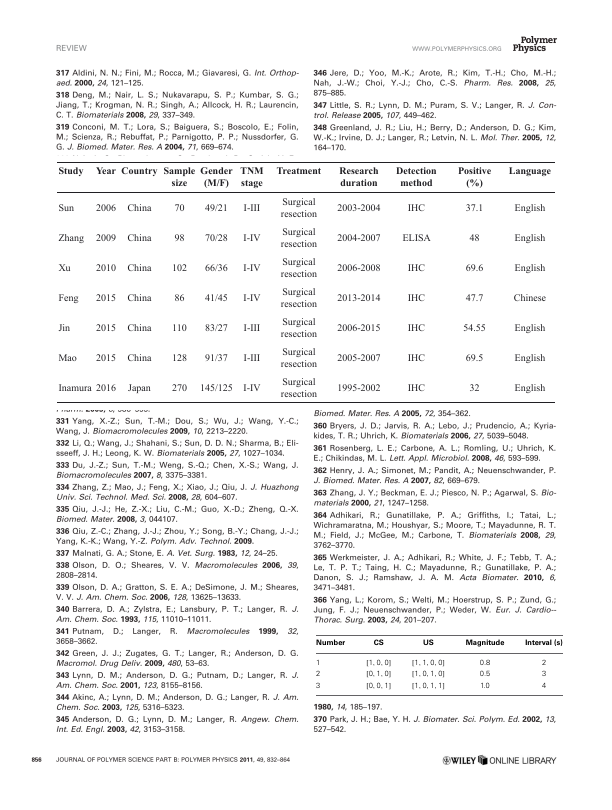 REVIEW
WWW.POLYMERPHYSICS.ORG
Polymer
Physics
317 Aldini, N. N.; Fini, M.; Rocca, M.; Giavaresi, G. Int. Orthop-
aed. 2000, 24, 121–125.
318 Deng, M.; Nair, L. S.; Nukavarapu, S. P.; Kumbar, S. G.;
Jiang, T.; Krogman, N. R.; Singh, A.; Allcock, H. R.; Laurencin,
C. T. Biomaterials 2008, 29, 337–349.
319 Conconi, M. T.; Lora, S.; Baiguera, S.; Boscolo, E.; Folin,
M.; Scienza, R.; Rebuffat, P.; Parnigotto, P. P.; Nussdorfer, G.
G. J. Biomed. Mater. Res. A 2004, 71, 669–674.
346 Jere, D.; Yoo, M.-K.; Arote, R.; Kim, T.-H.; Cho, M.-H.;
Nah, J.-W.; Choi, Y.-J.; Cho, C.-S. Pharm. Res. 2008, 25,
875–885.
347 Little, S. R.; Lynn, D. M.; Puram, S. V.; Langer, R. J. Con-
trol. Release 2005, 107, 449–462.
348 Greenland, J. R.; Liu, H.; Berry, D.; Anderson, D. G.; Kim,
W.-K.; Irvine, D. J.; Langer, R.; Letvin, N. L. Mol. Ther. 2005, 12,
164–170.
Study Year Country Sample size Gender (M/F) TNM stage Treatment Research duration Detection method Positive (%) Language
Sun 2006 China 70 49/21 I-III Surgical resection 2003-2004 IHC 37.1 English
Zhang 2009 China 98 70/28 I-IV Surgical resection 2004-2007 ELISA 48 English
Xu 2010 China 102 66/36 I-IV Surgical resection 2006-2008 IHC 69.6 English
Feng 2015 China 86 41/45 I-IV Surgical resection 2013-2014 IHC 47.7 Chinese
Jin 2015 China 110 83/27 I-III Surgical resection 2006-2015 IHC 54.55 English
Mao 2015 China 128 91/37 I-III Surgical resection 2005-2007 IHC 69.5 English
Inamura 2016 Japan 270 145/125 I-IV Surgical resection 1995-2002 IHC 32 English
331 Yang, X.-Z.; Sun, T.-M.; Dou, S.; Wu, J.; Wang, Y.-C.;
Wang, J. Biomacromolecules 2009, 10, 2213–2220.
332 Li, Q.; Wang, J.; Shahani, S.; Sun, D. D. N.; Sharma, B.; Eli-
sseeff, J. H.; Leong, K. W. Biomaterials 2005, 27, 1027–1034.
333 Du, J.-Z.; Sun, T.-M.; Weng, S.-Q.; Chen, X.-S.; Wang, J.
Biomacromolecules 2007, 8, 3375–3381.
334 Zhang, Z.; Mao, J.; Feng, X.; Xiao, J.; Qiu, J. J. Huazhong
Univ. Sci. Technol. Med. Sci. 2008, 28, 604–607.
335 Qiu, J.-J.; He, Z.-X.; Liu, C.-M.; Guo, X.-D.; Zheng, Q.-X.
Biomed. Mater, 2008, 3, 044107.
336 Qiu, Z.-C.; Zhang, J.-J.; Zhou, Y.; Song, B.-Y.; Chang, J.-J.;
Yang, K.-K.; Wang, Y.-Z. Polym. Adv. Technol. 2009.
337 Malnati, G. A.; Stone, E. A. Vet. Surg. 1983, 12, 24–25.
338 Olson, D. O.; Sheares, V. V. Macromolecules 2006, 39,
2808–2814.
339 Olson, D. A.; Gratton, S. E. A.; DeSimone, J. M.; Sheares,
V. V. J. Am. Chem. Soc. 2006, 128, 13625–13633.
340 Barrera, D. A.; Zylstra, E.; Lansbury, P. T.; Langer, R. J.
Am. Chem. Soc. 1993, 115, 11010–11011.
341 Putnam, D.; Langer, R. Macromolecules 1999, 32,
3658–3662.
342 Green, J. J.; Zugates, G. T.; Langer, R.; Anderson, D. G.
Macromol. Drug Deliv. 2009, 480, 53–63.
343 Lynn, D. M.; Anderson, D. G.; Putnam, D.; Langer, R. J.
Am. Chem. Soc. 2001, 123, 8155–8156.
344 Akinc, A.; Lynn, D. M.; Anderson, D. G.; Langer, R. J. Am.
Chem. Soc. 2003, 125, 5316–5323.
345 Anderson, D. G.; Lynn, D. M.; Langer, R. Angew. Chem.
Int. Ed. Engl. 2003, 42, 3153–3158.
Biomed. Mater. Res. A 2005, 72, 354–362.
360 Bryers, J. D.; Jarvis, R. A.; Lebo, J.; Prudencio, A.; Kyria-
kides, T. R.; Uhrich, K. Biomaterials 2006, 27, 5039–5048.
361 Rosenberg, L. E.; Carbone, A. L.; Romling, U.; Uhrich, K.
E.; Chikindas, M. L. Lett. Appl. Microbiol. 2008, 46, 593–599.
362 Henry, J. A.; Simonet, M.; Pandit, A.; Neuenschwander, P.
J. Biomed. Mater. Res. A 2007, 82, 669–679.
363 Zhang, J. Y.; Beckman, E. J.; Piesco, N. P.; Agarwal, S. Bio-
materials 2000, 21, 1247–1258.
364 Adhikari, R.; Gunatillake, P. A.; Griffiths, I.; Tatai, L.;
Wichramaratna, M.; Houshyar, S.; Moore, T.; Mayadunne, R. T.
M.; Field, J.; McGee, M.; Carbone, T. Biomaterials 2008, 29,
3762–3770.
365 Werkmeister, J. A.; Adhikari, R.; White, J. F.; Tebb, T. A.;
Le, T. P. T.; Taing, H. C.; Mayadunne, R.; Gunatillake, P. A.;
Danon, S. J.; Ramshaw, J. A. M. Acta Biomater. 2010, 6,
3471–3481.
366 Yang, L.; Korom, S.; Welti, M.; Hoerstrup, S. P.; Zund, G.;
Jung, F. J.; Neuenschwander, P.; Weder, W. Eur. J. Cardio--
Thorac. Surg. 2003, 24, 201–207.
Number CS US Magnitude Interval (s)
1 [1, 0, 0] [1, 1, 0, 0] 0.8 2
2 [0, 1, 0] [1, 0, 1, 0] 0.5 3
3 [0, 0, 1] [1, 0, 1, 1] 1.0 4
1980, 14, 185–197.
370 Park, J. H.; Bae, Y. H. J. Biomater. Sci. Polym. Ed. 2002, 13,
527–542.
856 JOURNAL OF POLYMER SCIENCE PART B: POLYMER PHYSICS 2011, 49, 832–864
WILEY ONLINE LIBRARY